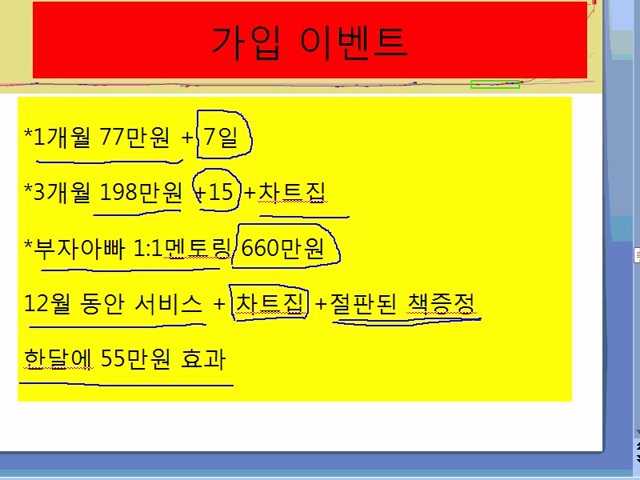 가입 이벤트
*1개월 77만원 + 7일
*3개월 198만원 +15 +차트집
*부자아빠 1:1멘토링 660만원
12월 동안 서비스 + 차트집 +절판된 책증정
한달에 55만원 효과